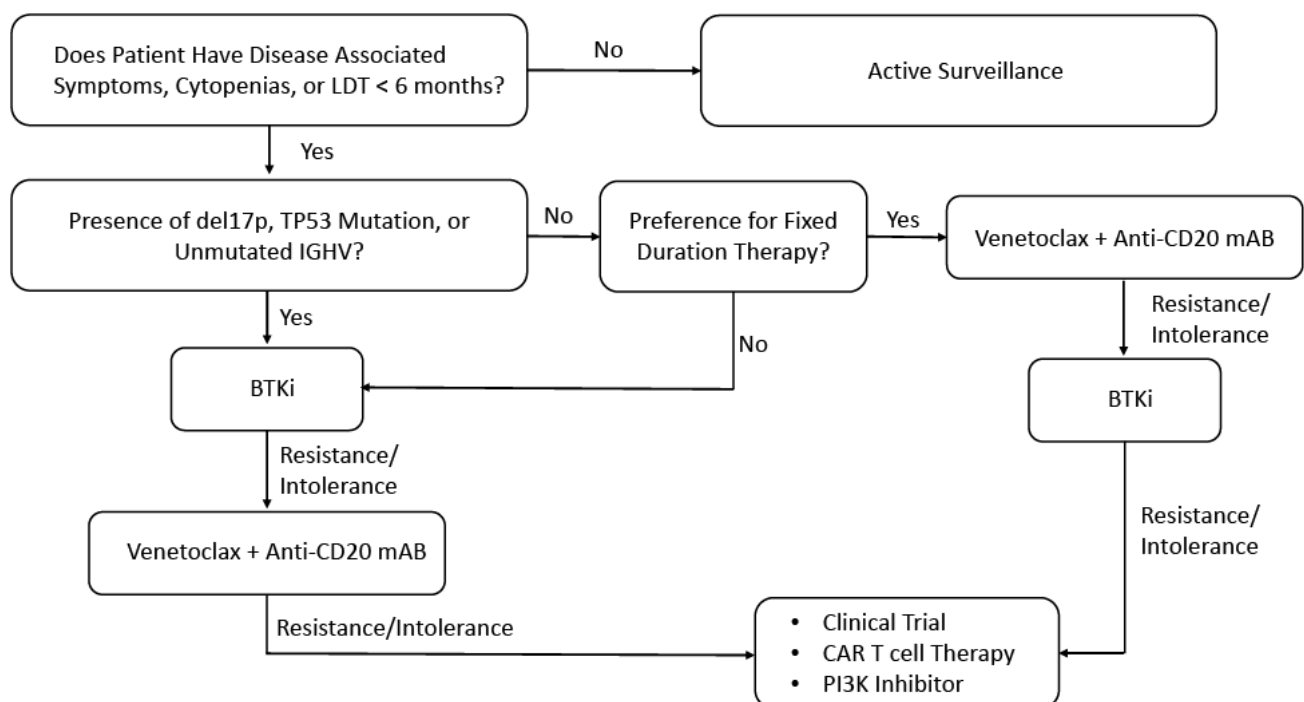 Does Patient Have Disease Associated
Symptoms, Cytopenias, or LDT < 6 months?
No
Active Surveillance
Yes
Presence of del17p, TP53 Mutation, or
Unmutated IGHV?
No
Preference for Fixed
Duration Therapy?
Yes
Venetoclax + Anti-CD20 mAB
Yes
No
Resistance/
Intolerance
BTKi
BTKi
Resistance/
Intolerance
Resistance/
Intolerance
Venetoclax + Anti-CD20 mAB
Resistance/Intolerance
• Clinical Trial
• CAR T cell Therapy
• PI3K Inhibitor